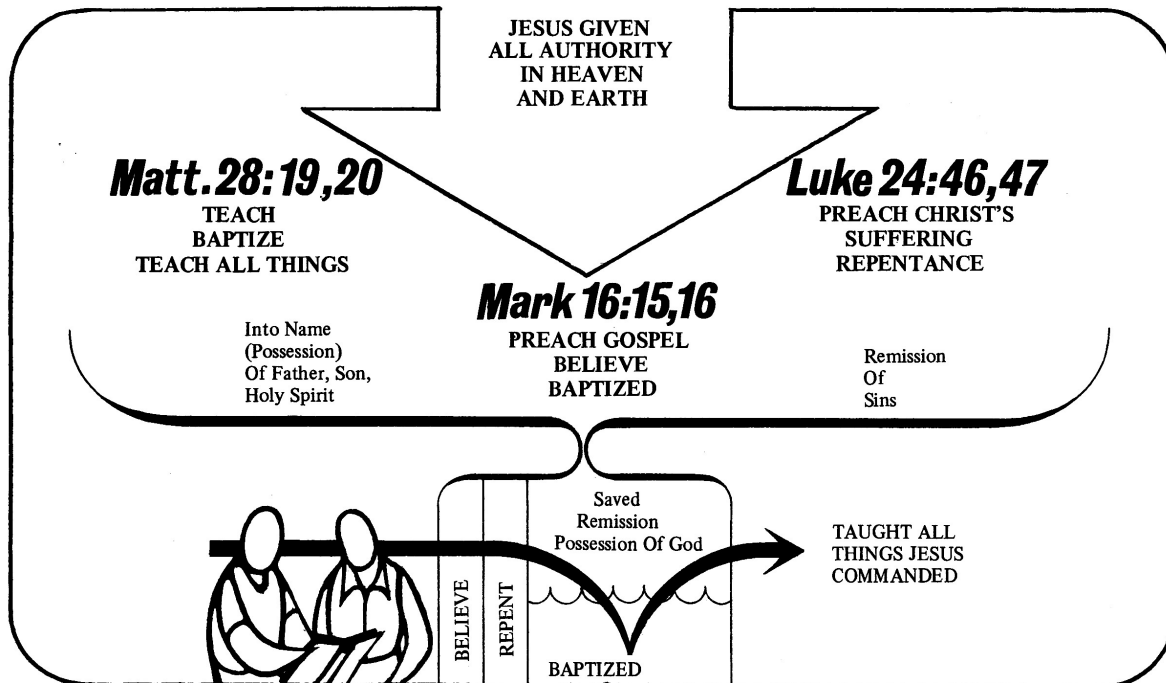 JESUS GIVEN
ALL AUTHORITY
IN HEAVEN
AND EARTH
Matt. 28:19,20
TEACH
BAPTIZE
TEACH ALL THINGS
Into Name
(Possession)
Of Father, Son,
Holy Spirit
Mark 16:15,16
PREACH GOSPEL
BELIEVE
BAPTIZED
Luke 24:46,47
PREACH CHRIST'S
SUFFERING
REPENTANCE
Remission
Of
Sins
BELIEVE
REPENT
Saved
Remission
Possession Of God
BAPTIZED
TAUGHT ALL
THINGS JESUS
COMMANDED